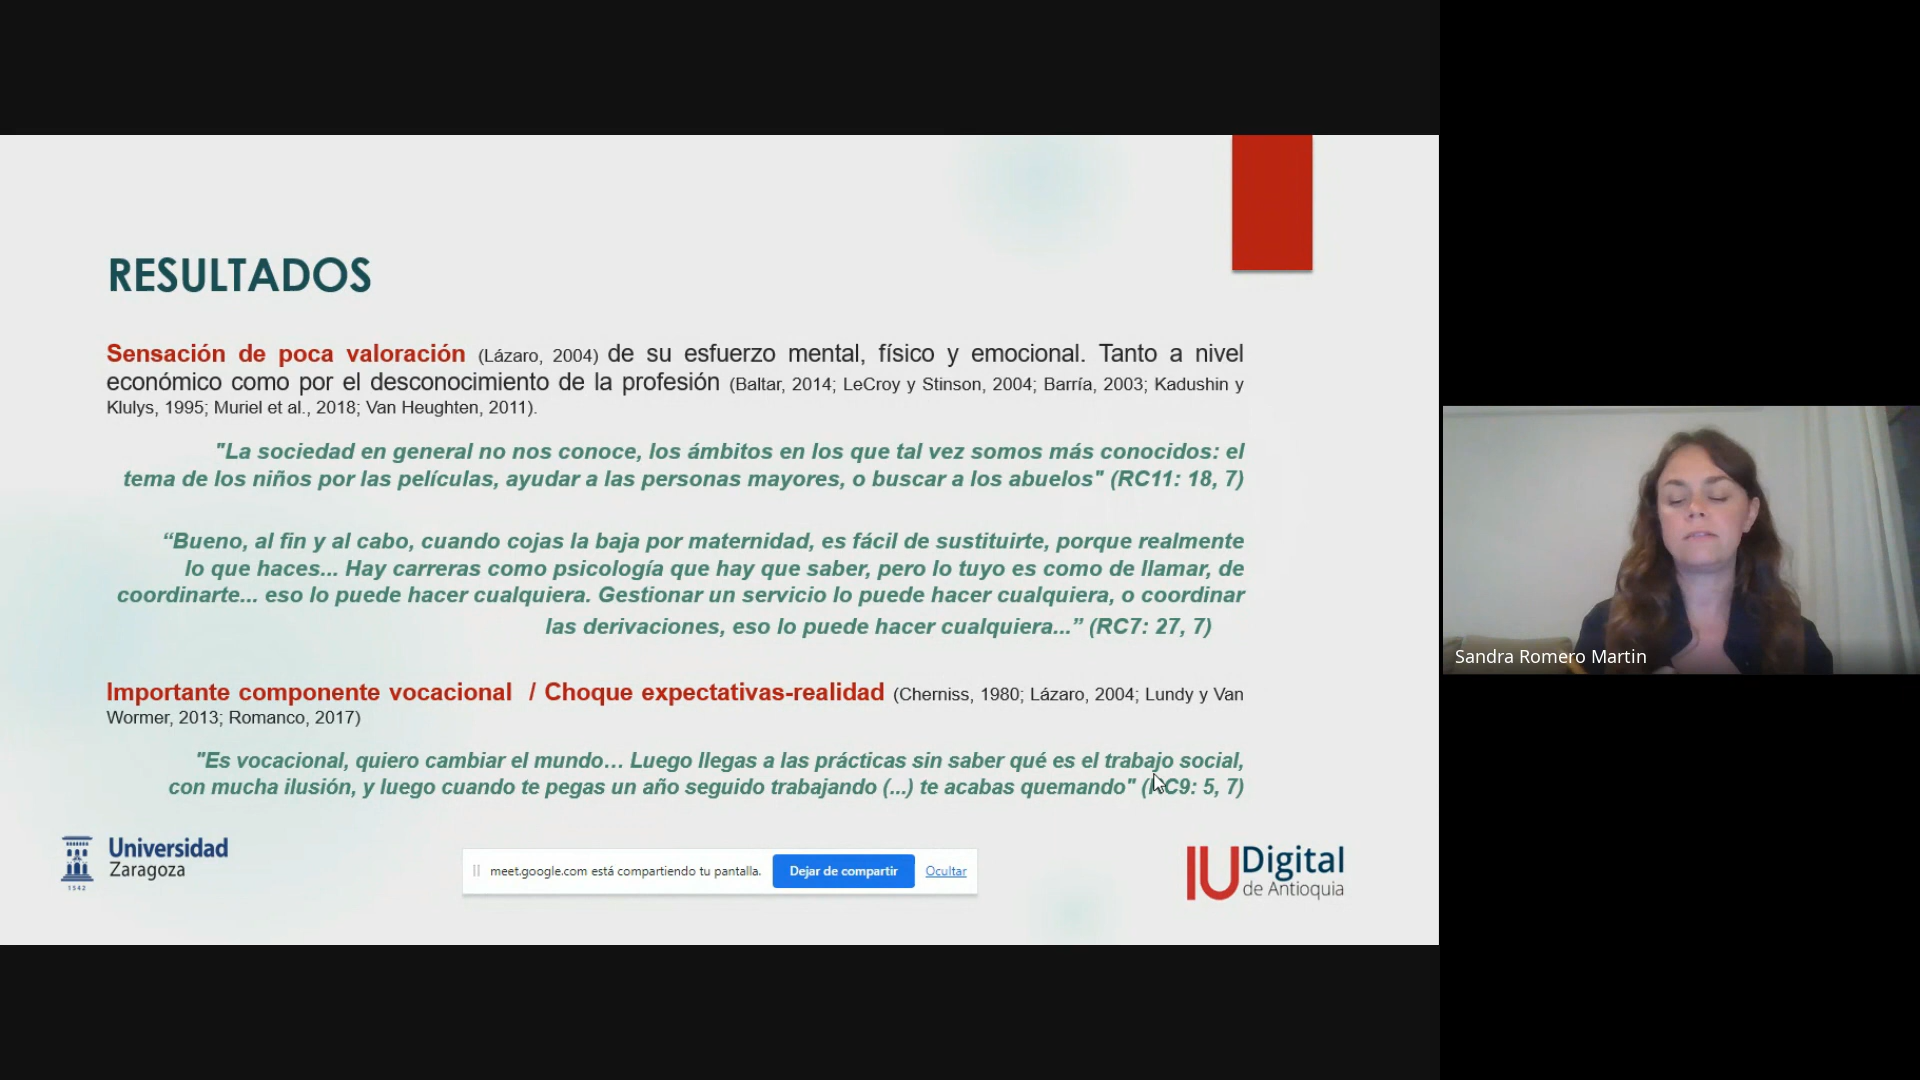 RESULTADOS
Sensación de poca valoración (Lázaro, 2004) de su esfuerzo mental, físico y emocional. Tanto a nivel
económico como por el desconocimiento de la profesión (Baltar, 2014; LeCroy y Stinson, 2004; Barría, 2003; Kadushin y
Klulys, 1995; Muriel et al., 2018; Van Heughten, 2011).
"La sociedad en general no nos conoce, los ámbitos en los que tal vez somos más conocidos: el
tema de los niños por las películas, ayudar a las personas mayores, o buscar a los abuelos" (RC11: 18, 7)
“Bueno, al fin y al cabo, cuando cojas la baja por maternidad, es fácil de sustituirte, porque realmente
lo que haces... Hay carreras como psicología que hay que saber, pero lo tuyo es como de llamar, de
coordinarte... eso lo puede hacer cualquiera. Gestionar un servicio lo puede hacer cualquiera, o coordinar
las derivaciones, eso lo puede hacer cualquiera...” (RC7: 27, 7)
Importante componente vocacional / Choque expectativas-realidad (Cherniss, 1980; Lázaro, 2004; Lundy y Van
Wormer, 2013; Romanco, 2017)
"Es vocacional, quiero cambiar el mundo… Luego llegas a las prácticas sin saber qué es el trabajo social,
con mucha ilusión, y luego cuando te pegas un año seguido trabajando (...) te acabas quemando" (RC9: 5, 7)
Universidad
Zaragoza
1542
meet.google.com está compartiendo tu pantalla.
Dejar de compartir
Ocultar
IU Digital
de Antioquia
Sandra Romero Martin